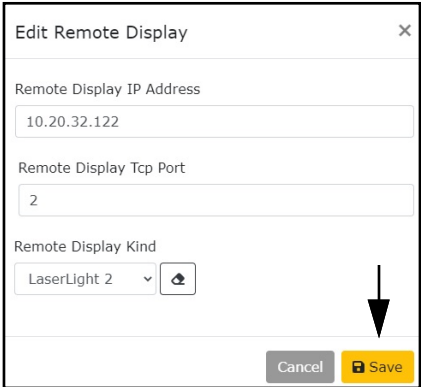 Edit Remote Display
Remote Display IP Address
10.20.32.122
Remote Display Tcp Port
2
Remote Display Kind
LaserLight 2
Cancel Save